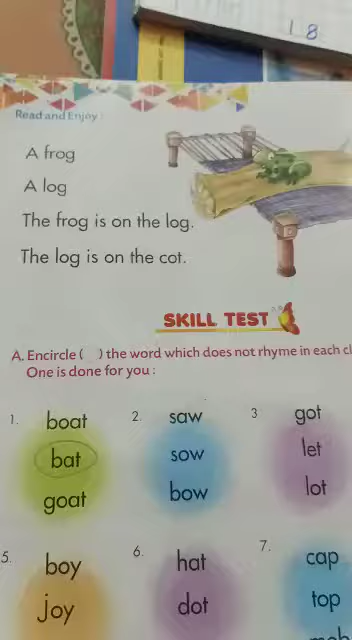 18
Read and Enjoy :
A frog
A log
The frog is on the log.
The log is on the cot.
SKILL TEST
A. Encircle ( ) the word which does not rhyme in each
One is done for you :
1. boat 2. saw 3 got
bat sow let
goat bow lot
5. boy 6. hat 7. cap
joy dot top